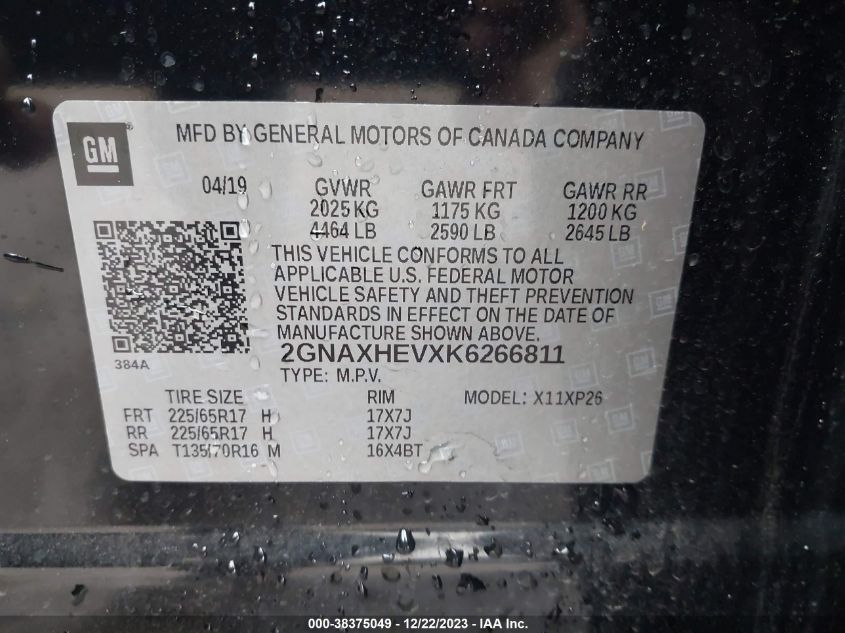 GM
MFD BY GENERAL MOTORS OF CANADA COMPANY
04/19 GVWR GAWR FRT GAWR RR
2025 KG 1175 KG 1200 KG
4464 LB 2590 LB 2645 LB
THIS VEHICLE CONFORMS TO ALL
APPLICABLE U.S. FEDERAL MOTOR
VEHICLE SAFETY AND THEFT PREVENTION
STANDARDS IN EFFECT ON THE DATE OF
MANUFACTURE SHOWN ABOVE.
2GNAXHEVXK6266811
384A
TYPE: M.P.V.
TIRE SIZE RIM MODEL: X11XP26
FRT 225/65R17 H 17X7J
RR 225/65R17 H 17X7J
SPA T135/70R16 M 16X4BT
000-38375049 - 12/22/2023 - IAA Inc.